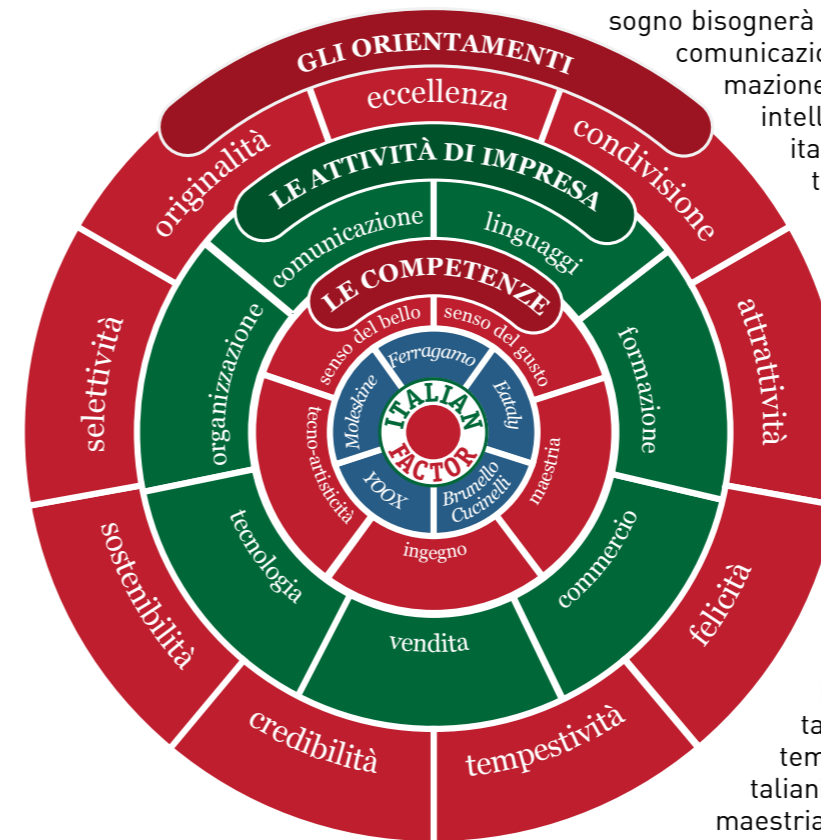 sogno bisognerà
comunicazio
mazione
intell
ita
t
GLI ORIENTAMENTI
originalità
eccellenza
condivisione
attrattività
felicità
tempestività
credibilità
sostenibilità
selettività
LE ATTIVITÀ DI IMPRESA
comunicazione
linguaggi
formazione
commercio
vendita
tecnologia
organizzazione
LE COMPETENZE
senso del bello
senso del gusto
maestria
ingegno
tecno-artisticità
Ferragamo
Eataly
Brunello
Cucinelli
YOOX
Moleskine
ITALIAN
FACTOR
ta
tem
talian
maestria